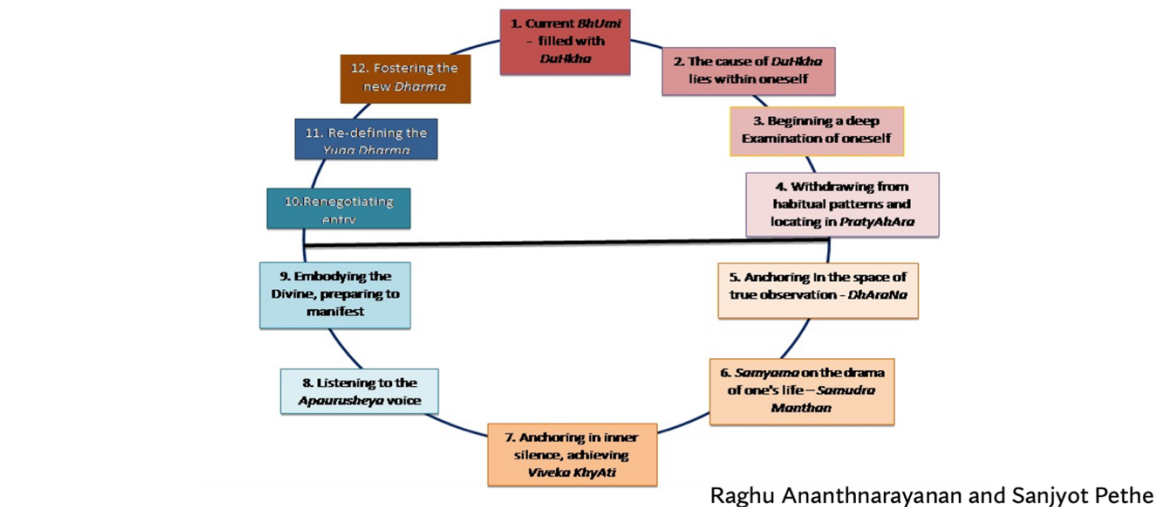 1. Current BhUmi
- filled with
DuHkha
2. The cause of DuHkha
lies within oneself
3. Beginning a deep
Examination of oneself
4. Withdrawing from
habitual patterns and
locating in PratyAhAra
5. Anchoring in the space of
true observation - DhAraNa
6. Samyama on the drama
of one's life – Samudra
Manthan
7. Anchoring in inner
silence, achieving
Viveka KhyAti
8. Listening to the
Apaurusheya voice
9. Embodying the
Divine, preparing to
manifest
10.Renegotiating
entry
11. Re-defining the
Yuga Dharma
12. Fostering the
new Dharma
Raghu Ananthnarayanan and Sanjyot Pethe